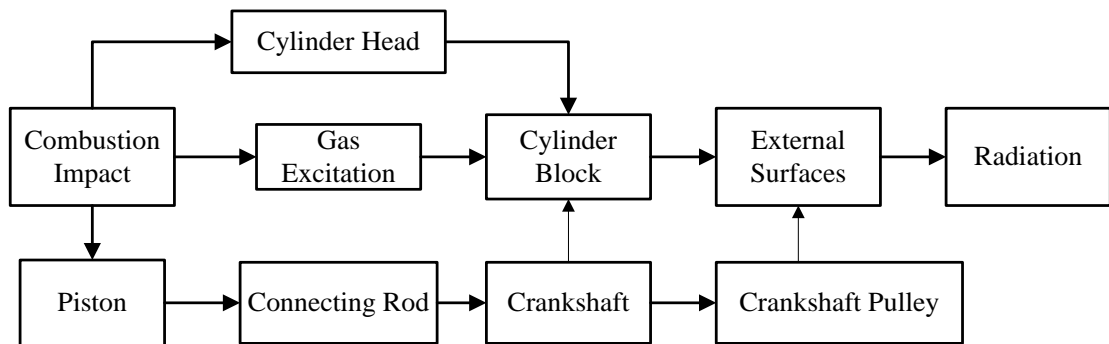 Cylinder Head
Combustion
Impact
Gas
Excitation
Cylinder
Block
External
Surfaces
Radiation
Piston
Connecting Rod
Crankshaft
Crankshaft Pulley